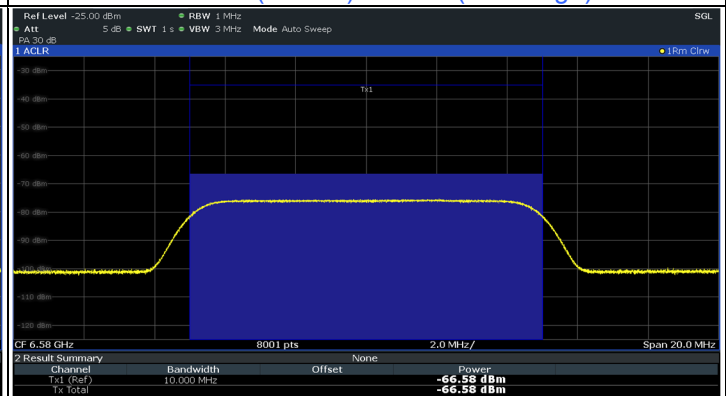 Ref Level -25.00 dBm RBW 1 MHz SGL
Att 5 dB SWT 1 s VBW 3 MHz Mode Auto Sweep
PA 30 dB
1 ACLR 1Rm Clrw
-30 dBm
Tx1
-40 dBm
-50 dBm
-60 dBm
-70 dBm
-80 dBm
-90 dBm
-100 dBm
-110 dBm
-120 dBm
CF 6.58 GHz 8001 pts 2.0 MHz/ Span 20.0 MHz
2 Result Summary None
Channel Bandwidth Offset Power
Tx1 (Ref) 10.000 MHz -66.58 dBm
Tx Total -66.58 dBm